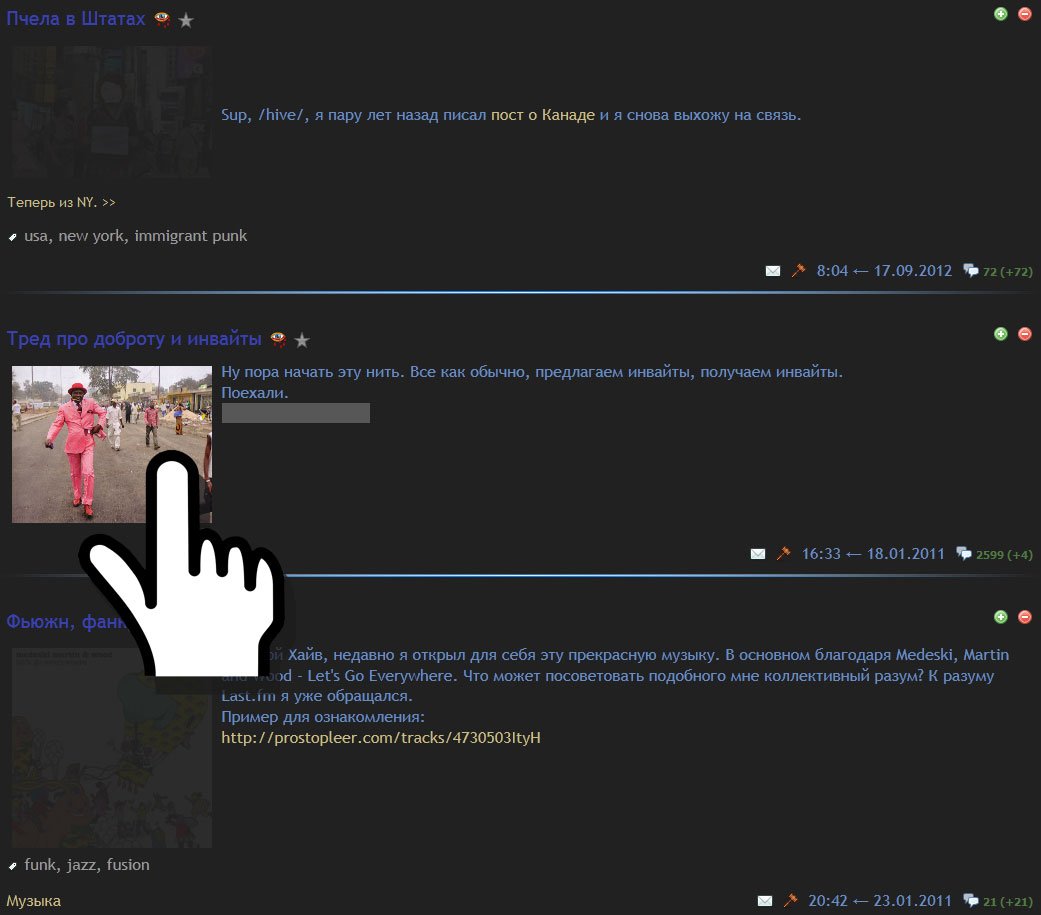 Пчела в Штатах
Sup, /hive/, я пару лет назад писал пост о Канаде и я снова выхожу на связь.
Теперь из NY. >>
usa, new york, immigrant punk
8:04 ← 17.09.2012 72 (+72)
Тред про доброту и инвайты
Ну пора начать эту нить. Все как обычно, предлагаем инвайты, получаем инвайты.
Поехали.
16:33 ← 18.01.2011 2599 (+4)
Фьюжн,
Хайв, недавно я открыл для себя эту прекрасную музыку. В основном благодаря Medeski, Martin
and Wood - Let's Go Everywhere. Что может посоветовать подобного мне коллективный разум? К разуму
Last.fm я уже обращался.
Пример для ознакомления:
http://prostopleer.com/tracks/4730503ItyH
funk, jazz, fusion
Музыка
20:42 ← 23.01.2011 21 (+21)